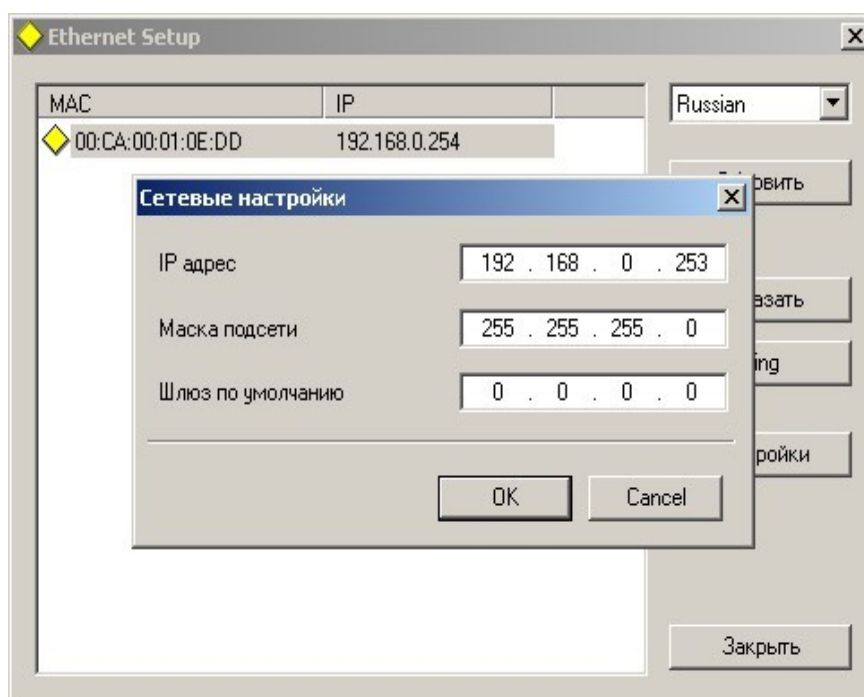 Ethernet Setup
MAC IP
00:CA:00:01:0E:DD 192.168.0.254
Russian
Сетевые настройки
IP адрес 192 . 168 . 0 . 253
Маска подсети 255 . 255 . 255 . 0
Шлюз по умолчанию 0 . 0 . 0 . 0
OK Cancel
Закрыть